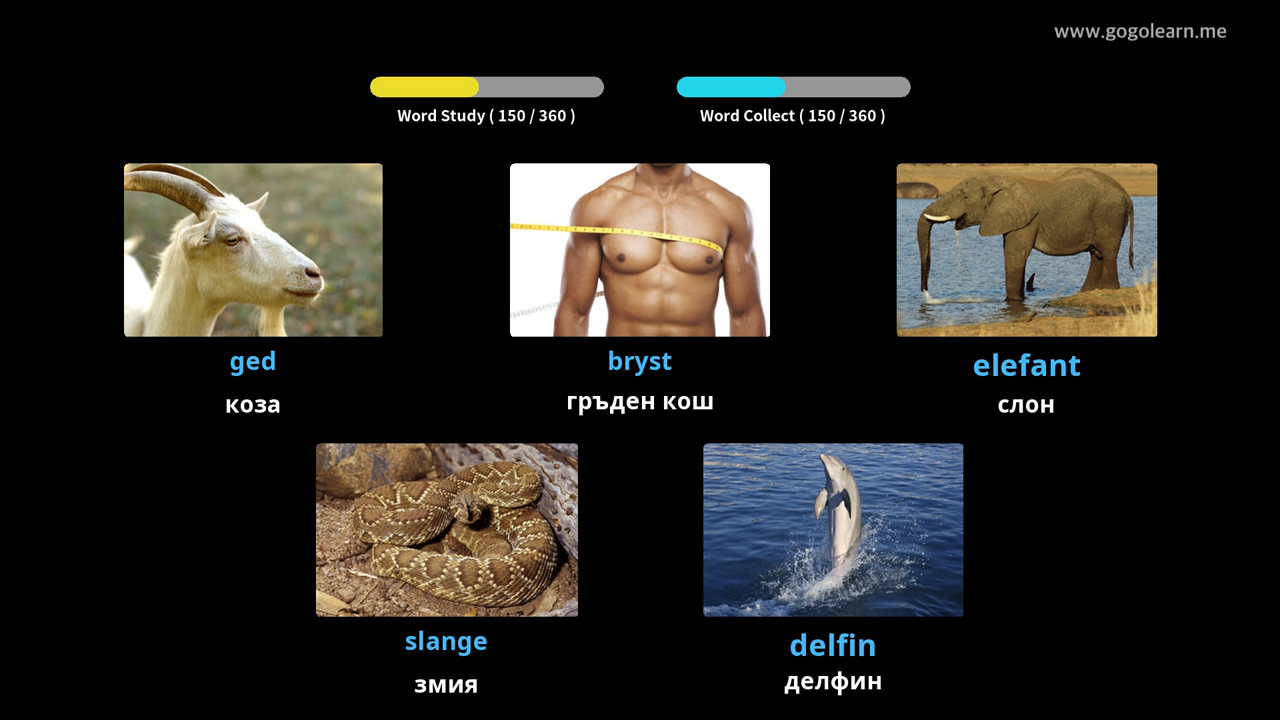 www.gogolearn.me
Word Study ( 150 / 360 )
Word Collect ( 150 / 360 )
ged
bryst
elefant
коза
гръден кош
слон
slange
delfin
змия
делфин